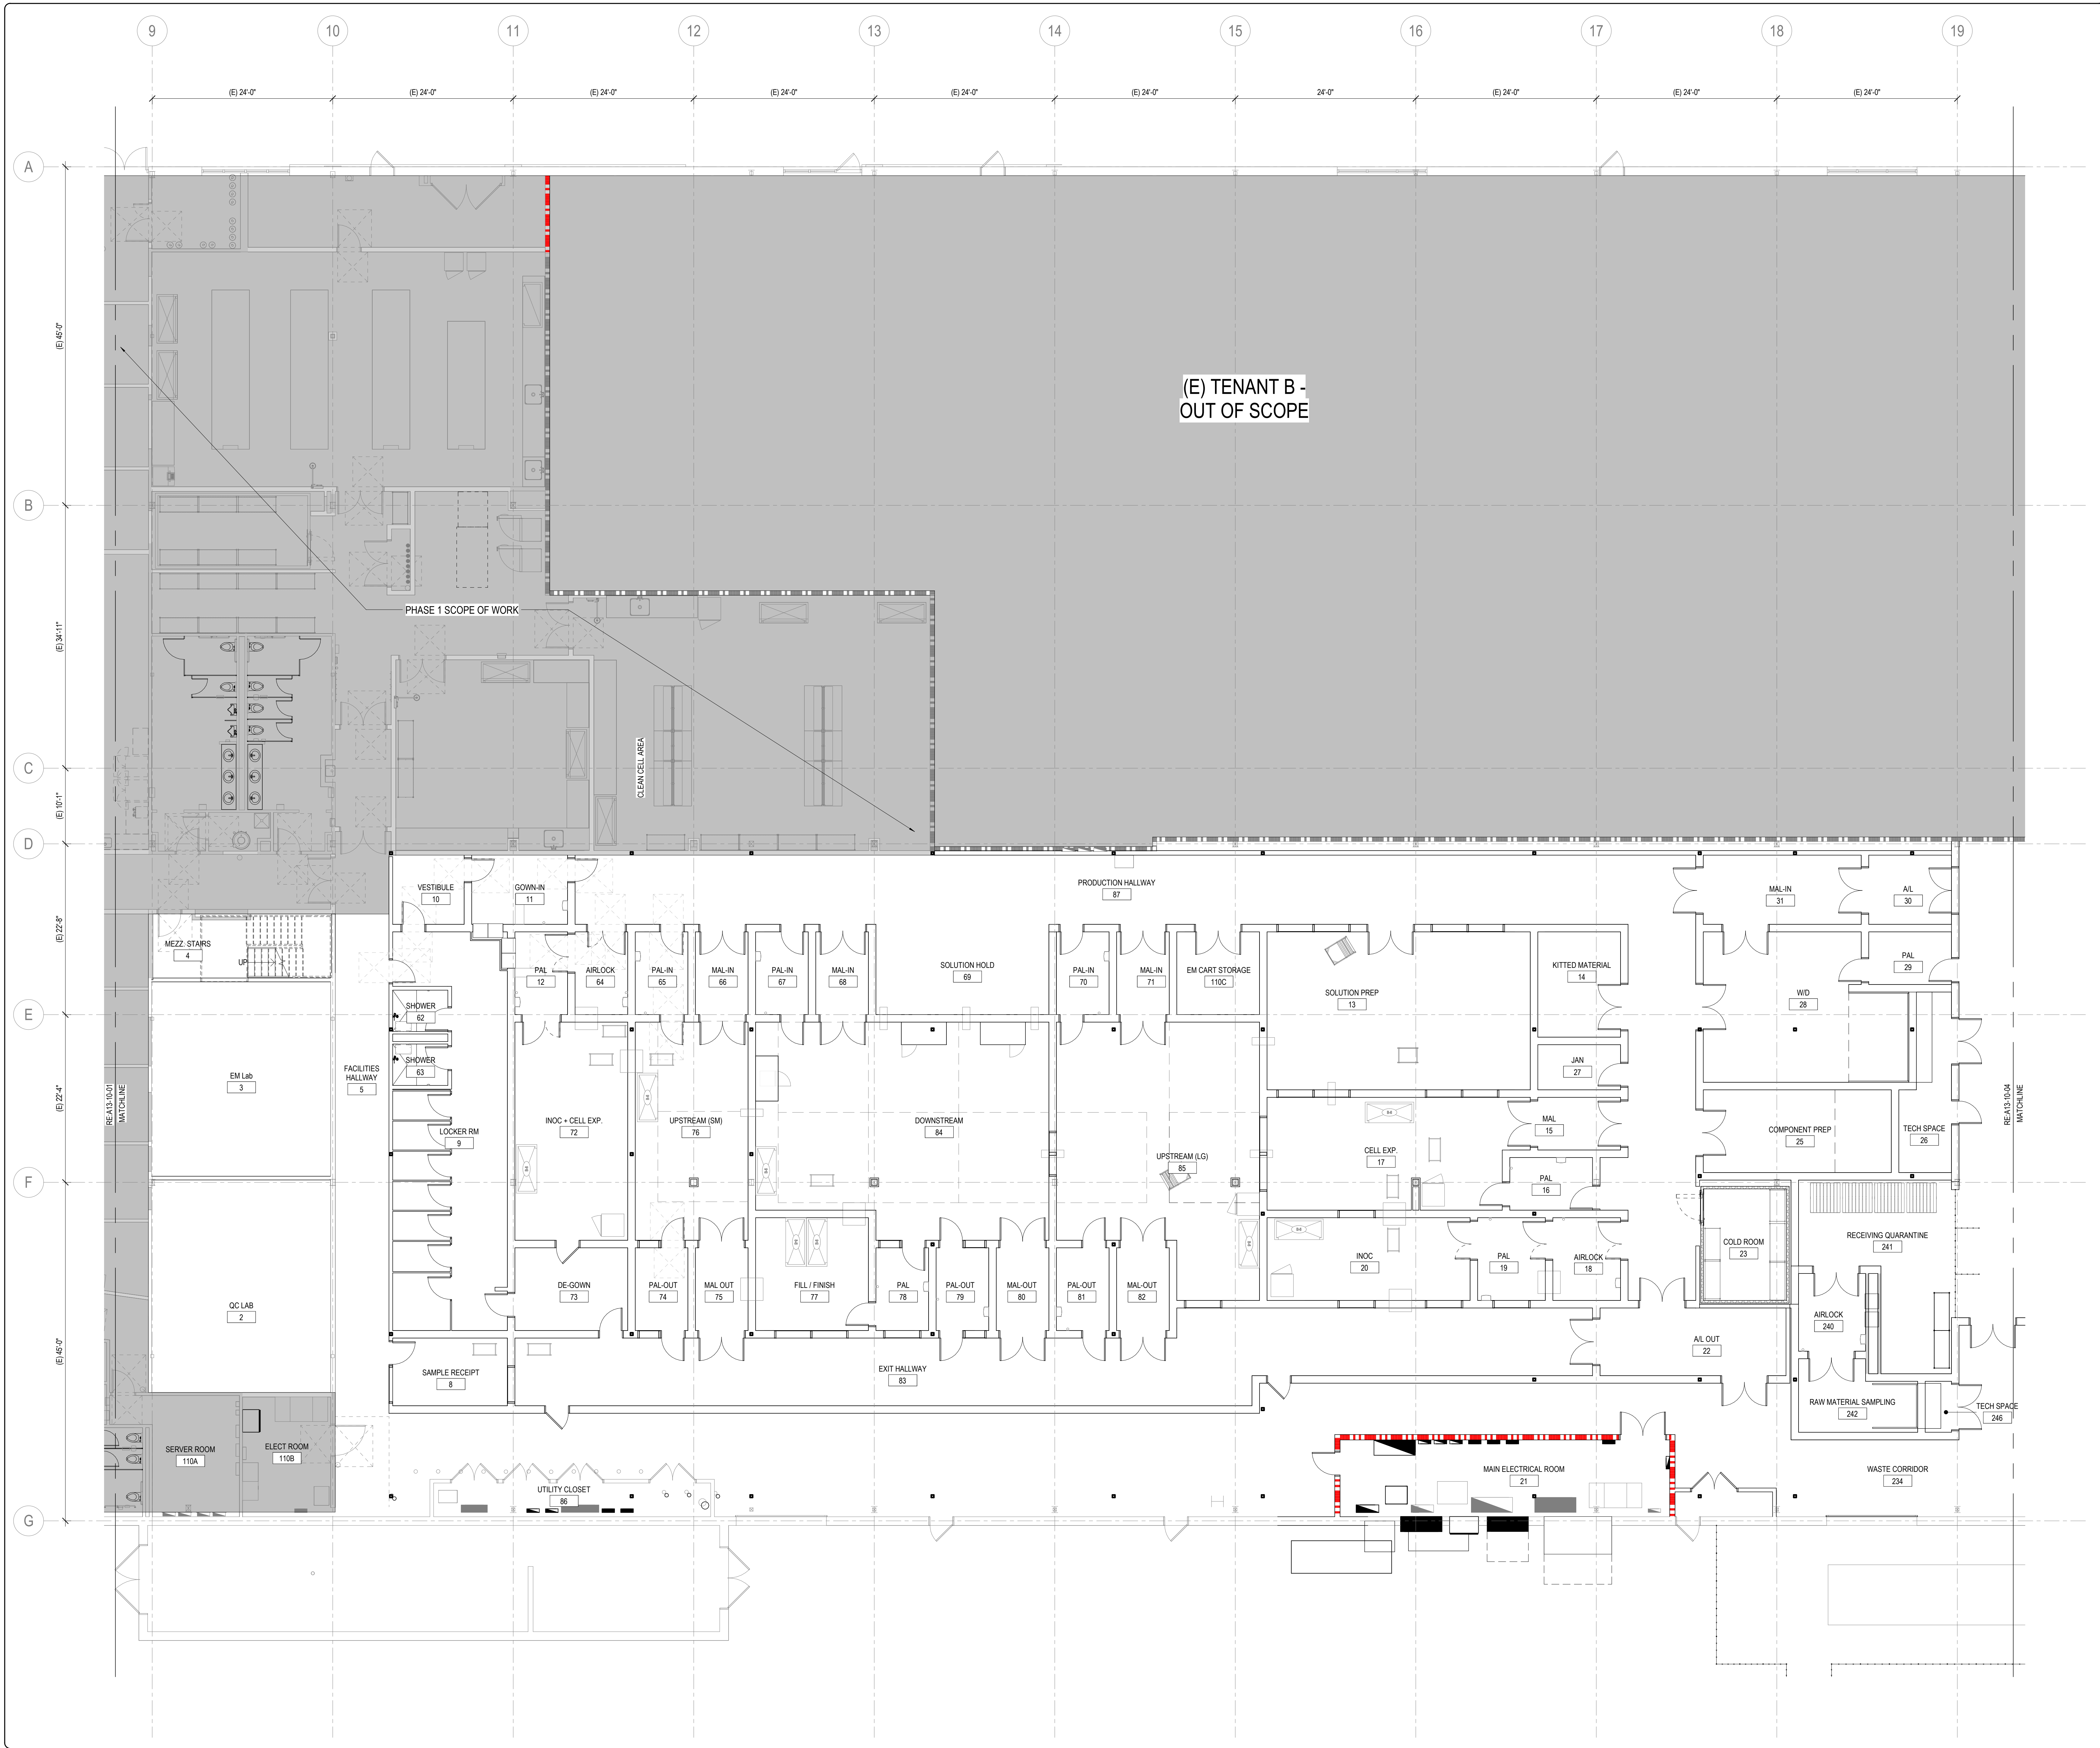 9
10
11
12
13
14
15
16
17
18
19
(E) 24'-0"
(E) 24'-0"
(E) 24'-0"
(E) 24'-0"
(E) 24'-0"
(E) 24'-0"
24'-0"
(E) 24'-0"
(E) 24'-0"
(E) 24'-0"
A
B
C
D
E
F
G
(E) 45'-0"
(E) 34'-11"
(E) 10'-1"
(E) 22'-8"
(E) 22'-4"
(E) 45'-0"
(E) TENANT B -
OUT OF SCOPE
PHASE 1 SCOPE OF WORK
CLEAN CELL AREA
VESTIBULE
10
GOWN-IN
11
PRODUCTION HALLWAY
87
MAL-IN
31
A/L
30
MEZZ. STAIRS
4
UP
PAL
12
AIRLOCK
64
PAL-IN
65
MAL-IN
66
PAL-IN
67
MAL-IN
68
SOLUTION HOLD
69
PAL-IN
70
MAL-IN
71
EM CART STORAGE
110C
SOLUTION PREP
13
KITTED MATERIAL
14
PAL
29
W/D
28
SHOWER
62
SHOWER
63
JAN
27
EM Lab
3
FACILITIES
HALLWAY
5
RE:A13-10-01
MATCHLINE
RE:A13-10-04
MATCHLINE
LOCKER RM
9
INOC + CELL EXP.
72
UPSTREAM (SM)
76
DOWNSTREAM
84
UPSTREAM (LG)
85
CELL EXP.
17
MAL
15
PAL
16
COMPONENT PREP
25
TECH SPACE
26
COLD ROOM
23
RECEIVING QUARANTINE
241
QC LAB
2
DE-GOWN
73
PAL-OUT
74
MAL OUT
75
FILL / FINISH
77
PAL
78
PAL-OUT
79
MAL-OUT
80
PAL-OUT
81
MAL-OUT
82
INOC
20
PAL
19
AIRLOCK
18
AIRLOCK
240
A/L OUT
22
SAMPLE RECEIPT
8
EXIT HALLWAY
83
RAW MATERIAL SAMPLING
242
TECH SPACE
246
SERVER ROOM
110A
ELECT ROOM
110B
UTILITY CLOSET
86
MAIN ELECTRICAL ROOM
21
WASTE CORRIDOR
234